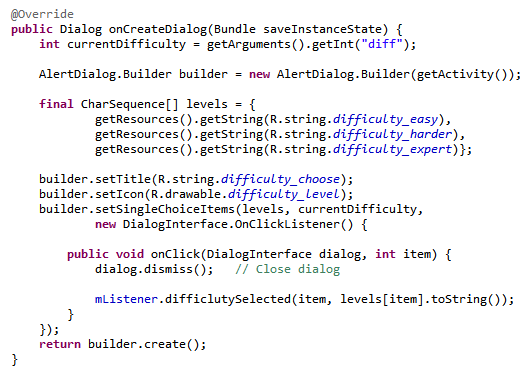 @Override
public Dialog onCreateDialog(Bundle saveInstanceState) {
    int currentDifficulty = getArguments().getInt("diff");

    AlertDialog.Builder builder = new AlertDialog.Builder(getActivity());

    final CharSequence[] levels = {
            getResources().getString(R.string.difficulty_easy),
            getResources().getString(R.string.difficulty_harder),
            getResources().getString(R.string.difficulty_expert)};

    builder.setTitle(R.string.difficulty_choose);
    builder.setIcon(R.drawable.difficulty_level);
    builder.setSingleChoiceItems(levels, currentDifficulty,
            new DialogInterface.OnClickListener() {

        public void onClick(DialogInterface dialog, int item) {
            dialog.dismiss();   // Close dialog

            mListener.difficlutySelected(item, levels[item].toString());
        }
    });
    return builder.create();
}